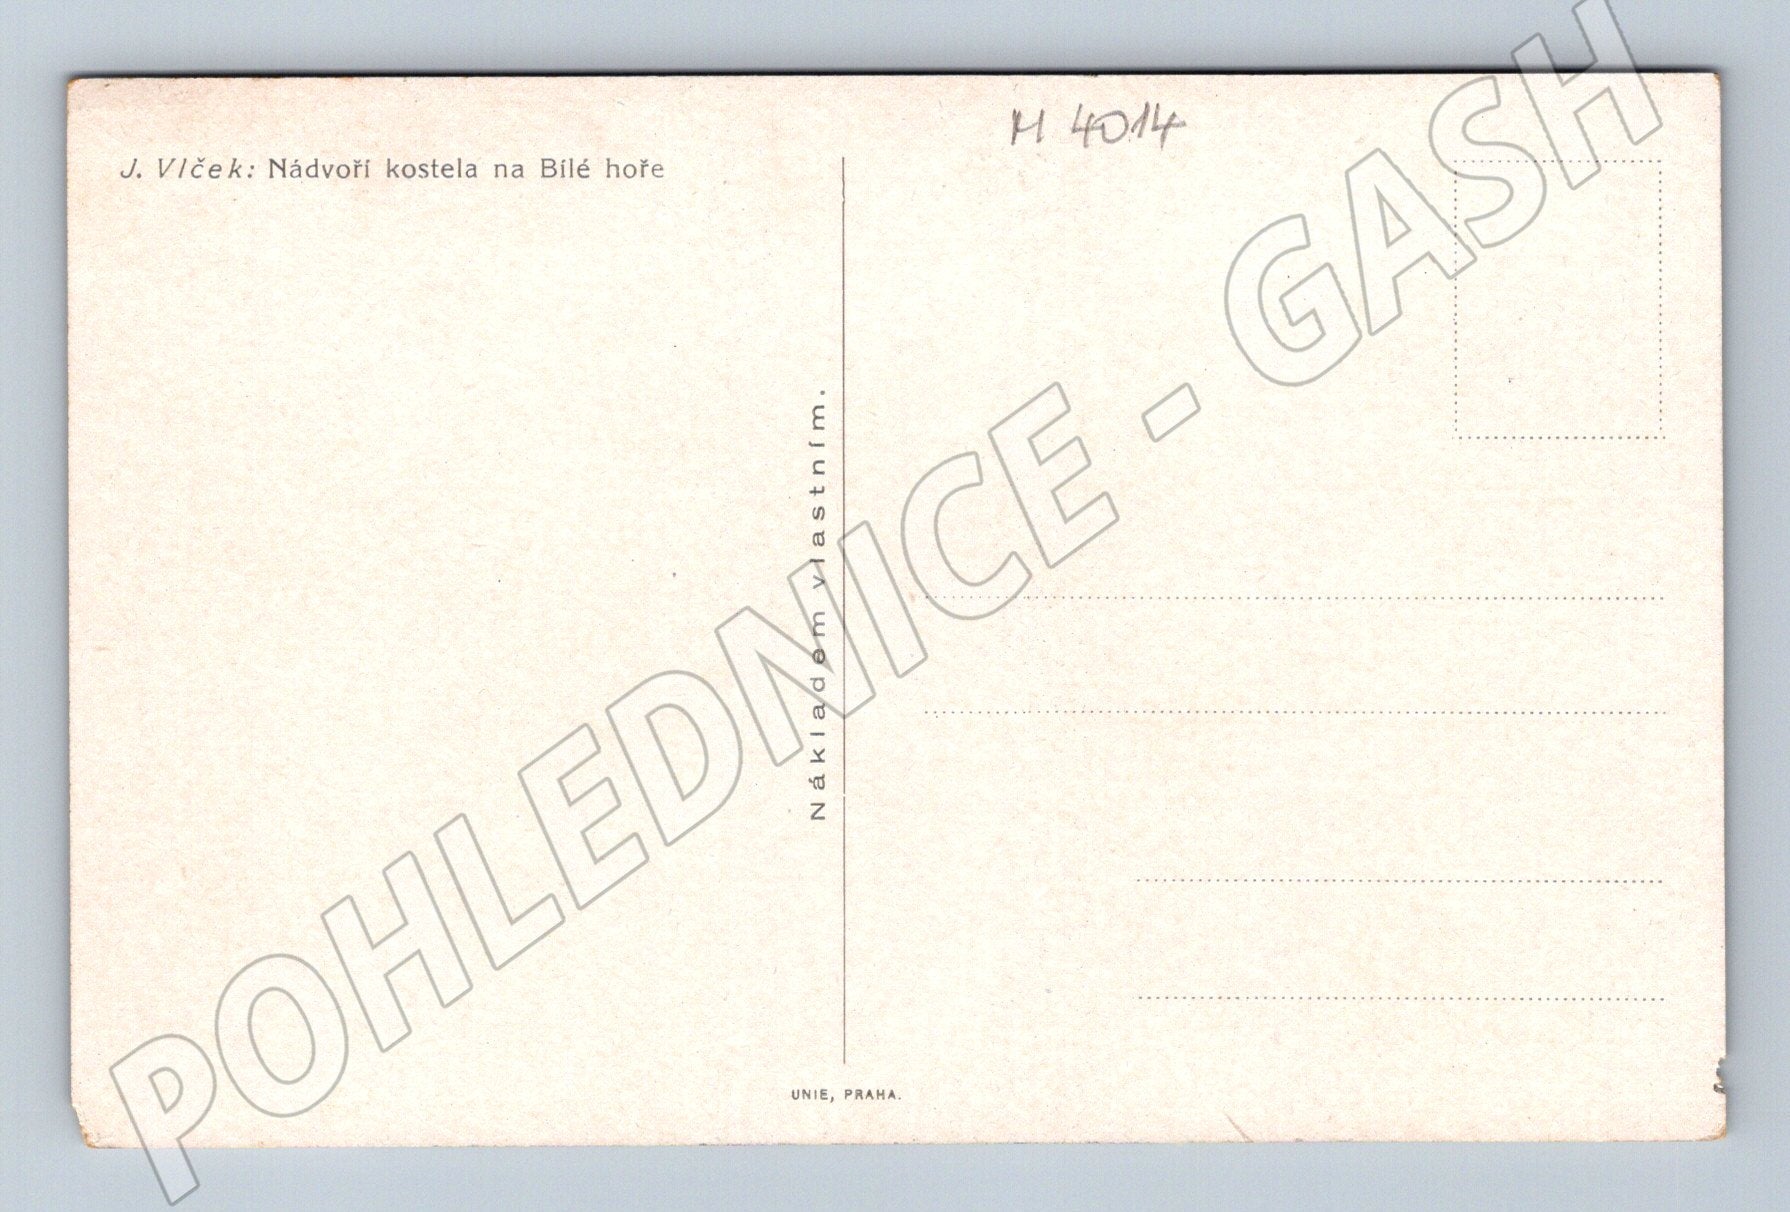 M 4014
J. Vlček: Nádvoří kostela na Bílé hoře
Nákladem vlastním.
UNIE, PRAHA.
POHLEDNICE - GASH